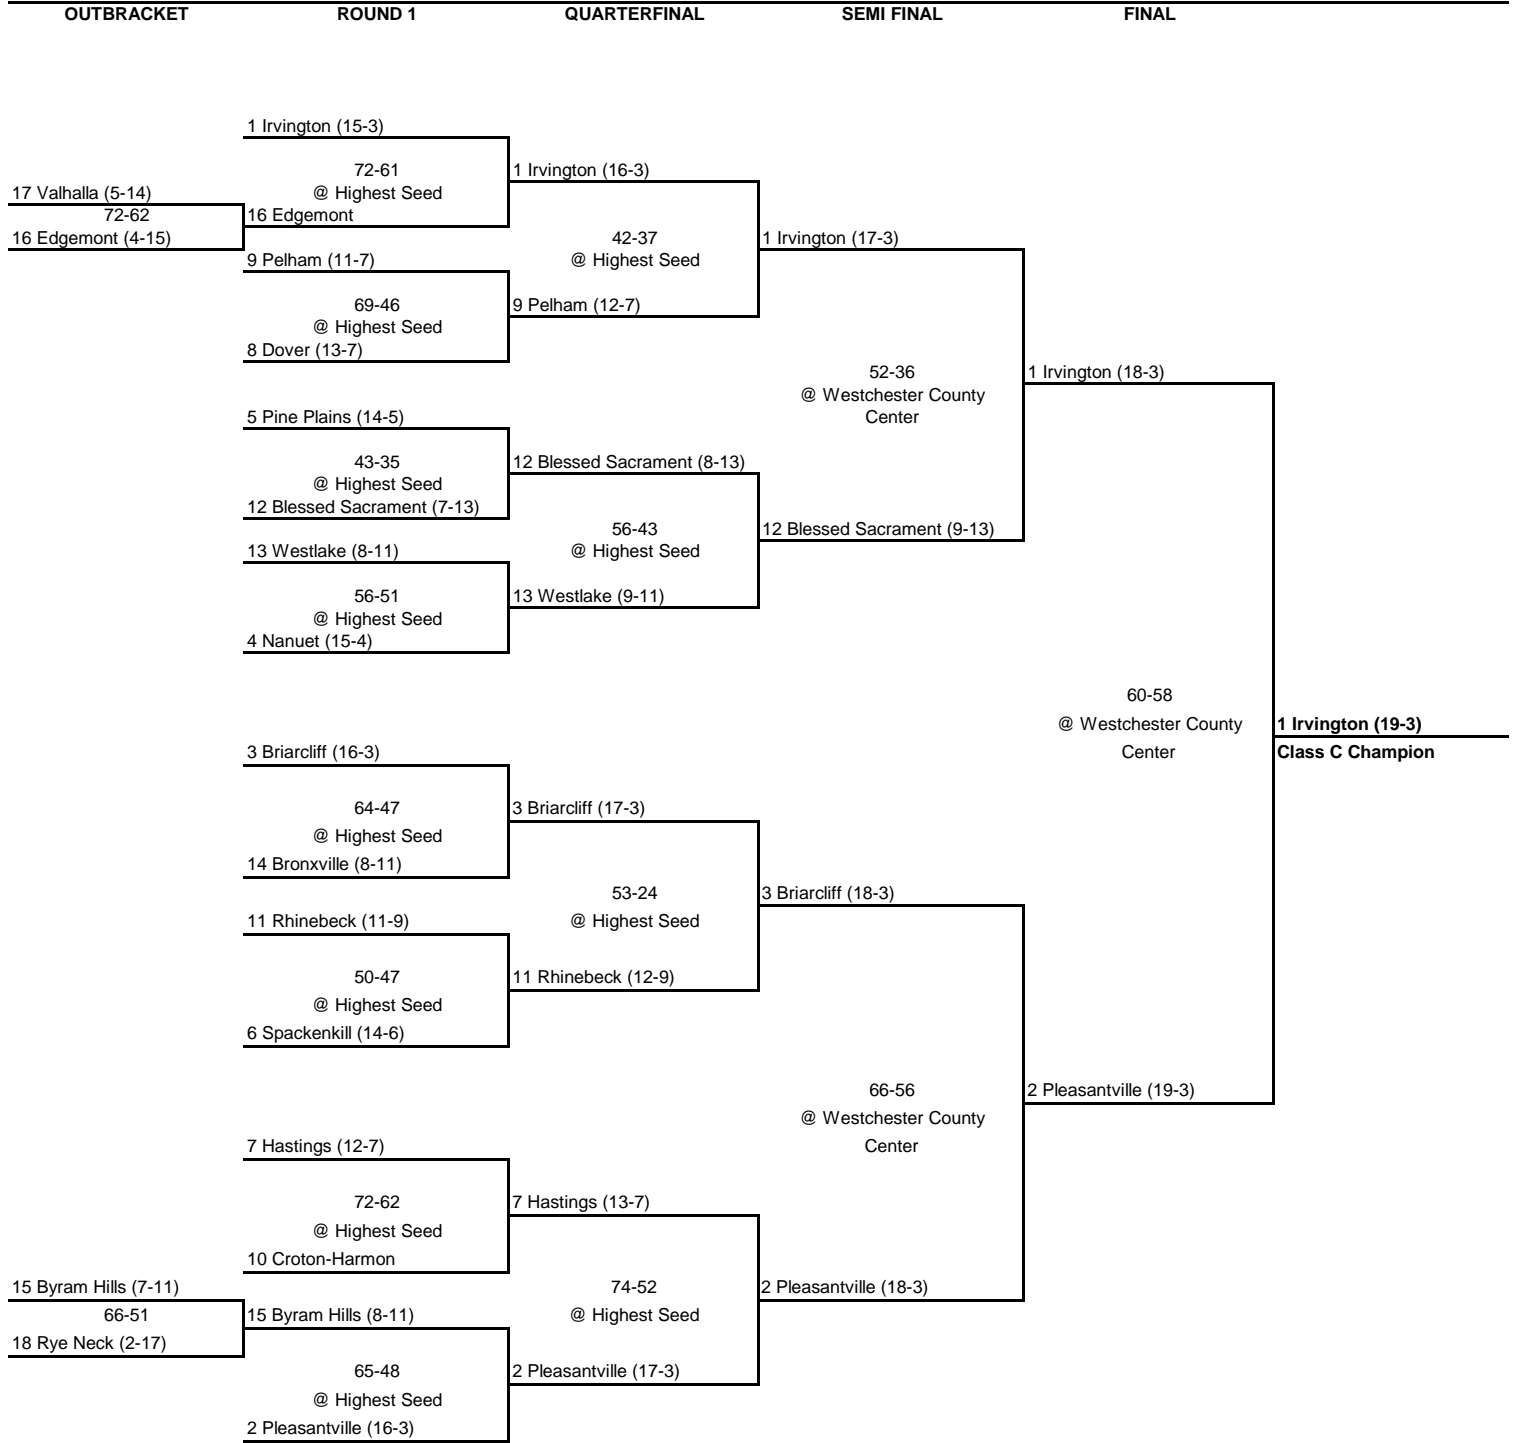 OUTBRACKET ROUND 1 QUARTERFINAL SEMI FINAL FINAL
1 Irvington (15-3)
72-61
@ Highest Seed
1 Irvington (16-3)
17 Valhalla (5-14)
72-62
16 Edgemont (4-15)
16 Edgemont
42-37
@ Highest Seed
1 Irvington (17-3)
9 Pelham (11-7)
69-46
@ Highest Seed
9 Pelham (12-7)
8 Dover (13-7)
52-36
@ Westchester County
Center
1 Irvington (18-3)
5 Pine Plains (14-5)
43-35
@ Highest Seed
12 Blessed Sacrament (8-13)
12 Blessed Sacrament (7-13)
56-43
@ Highest Seed
12 Blessed Sacrament (9-13)
13 Westlake (8-11)
56-51
@ Highest Seed
13 Westlake (9-11)
4 Nanuet (15-4)
60-58
@ Westchester County
Center
1 Irvington (19-3)
Class C Champion
3 Briarcliff (16-3)
64-47
@ Highest Seed
3 Briarcliff (17-3)
14 Bronxville (8-11)
53-24
@ Highest Seed
3 Briarcliff (18-3)
11 Rhinebeck (11-9)
50-47
@ Highest Seed
11 Rhinebeck (12-9)
6 Spackenkill (14-6)
66-56
@ Westchester County
Center
2 Pleasantville (19-3)
7 Hastings (12-7)
72-62
@ Highest Seed
7 Hastings (13-7)
10 Croton-Harmon
74-52
@ Highest Seed
2 Pleasantville (18-3)
15 Byram Hills (7-11)
66-51
18 Rye Neck (2-17)
15 Byram Hills (8-11)
65-48
@ Highest Seed
2 Pleasantville (17-3)
2 Pleasantville (16-3)